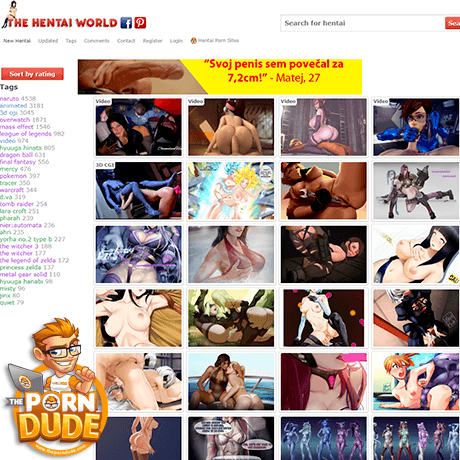 THE HENTAI WORLD
Search for hentai
New Hentai Updated Tags Comments Contact Register Login Hentai Porn Sites
Sort by rating
"Svoj penis sem povečal za
7,2cm!" - Matej, 27
Tags
naruto 4538
animated 3181
3d cgi 3045
overwatch 1871
mass effect 1546
league of legends 982
video 974
hyuuga hinata 805
dragon ball 631
final fantasy 556
mercy 476
pokemon 397
tracer 350
warcraft 344
d.va 319
tomb raider 254
lara croft 251
pharah 239
nier:automata 236
ahri 235
yorha no.2 type b 227
the witcher 3 188
the witcher 177
the legend of zelda 172
princess zelda 137
metal gear solid 110
hyuuga hanabi 98
misty 96
jinx 80
quiet 79
Video
Video
Video
Video
3D CGI
THE
PORN
DUDE
www.theporndude.com